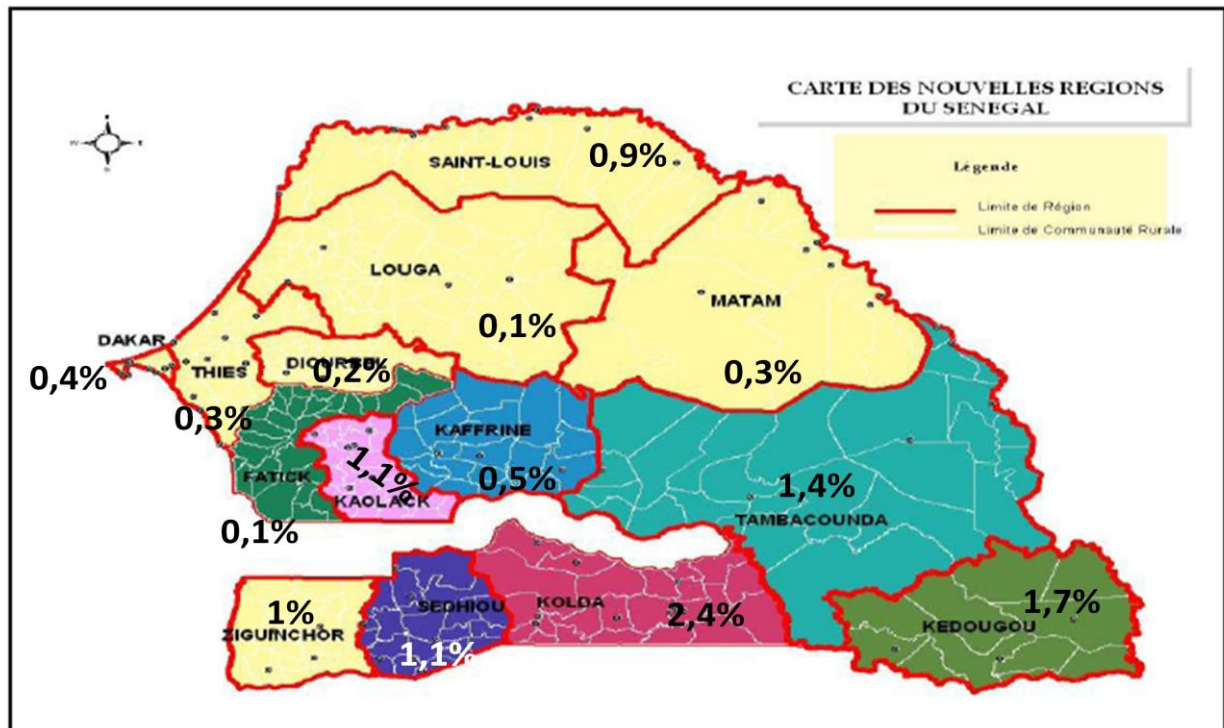 CARTE DES NOUVELLES REGIONS
DU SENEGAL
Légende
Limite de Région
Limite de Communauté Rurale
SAINT-LOUIS
0,9%
LOUGA
0,1%
MATAM
0,3%
DAKAR
0,4%
THIES
0,3%
DIOURBEL
0,2%
KAFFRINE
0,5%
FATICK
0,1%
1,1%
KAOLACK
1,4%
TAMBACOUNDA
1%
ZIGUINCHOR
SEDHIOU
1,1%
KOLDA
2,4%
1,7%
KEDOUGOU